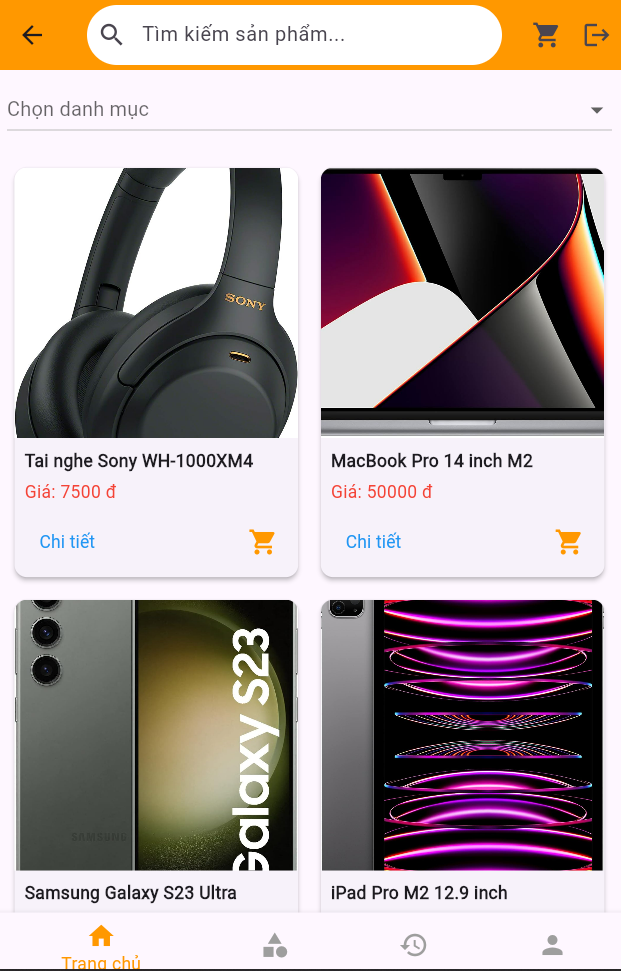 Tìm kiếm sản phẩm...
Chọn danh mục
SONY
Tai nghe Sony WH-1000XM4
Giá: 7500 đ
Chi tiết
MacBook Pro 14 inch M2
Giá: 50000 đ
Chi tiết
SAMSUNG
Galaxy S23
Samsung Galaxy S23 Ultra
iPad Pro M2 12.9 inch
Trang chủ